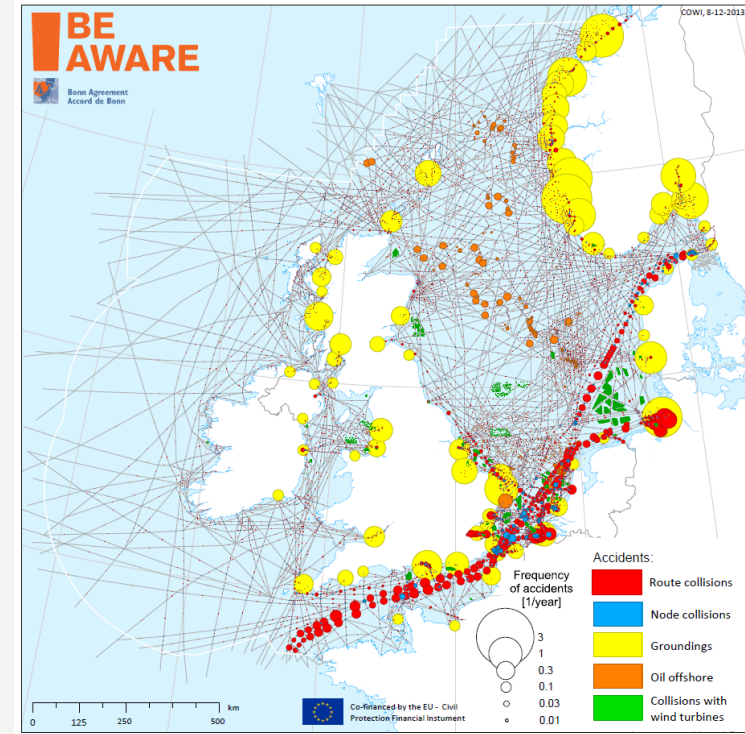 COWI, 8-12-2013
BE
AWARE
Bonn Agreement
Accord de Bonn
Accidents:
Frequency
of accidents
[1/year]
3
1
0.3
0.1
0.03
0.01
Route collisions
Node collisions
Groundings
Oil offshore
Collisions with
wind turbines
km
0 125 250 500
Co-financed by the EU - Civil
Protection Financial Instument